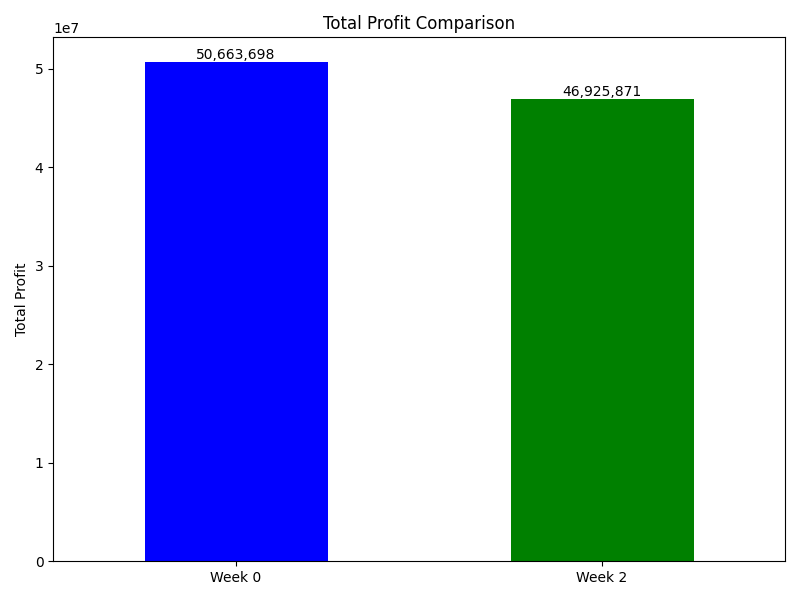 Total Profit Comparison
1e7
50,663,698
46,925,871
5
4
3
2
1
0
Total Profit
Week 0
Week 2